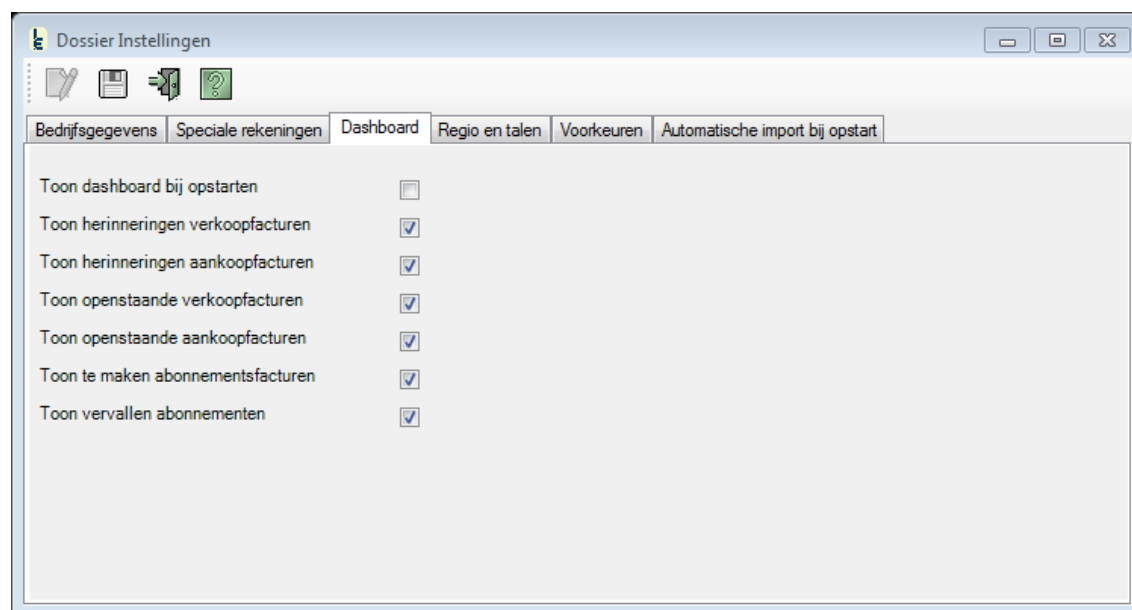 Dossier Instellingen
Bedrijfsgegevens Speciale rekeningen Dashboard Regio en talen Voorkeuren Automatische import bij opstart
Toon dashboard bij opstarten
Toon herinneringen verkoopfacturen
Toon herinneringen aankoopfacturen
Toon openstaande verkoopfacturen
Toon openstaande aankoopfacturen
Toon te maken abonnementsfacturen
Toon vervallen abonnementen